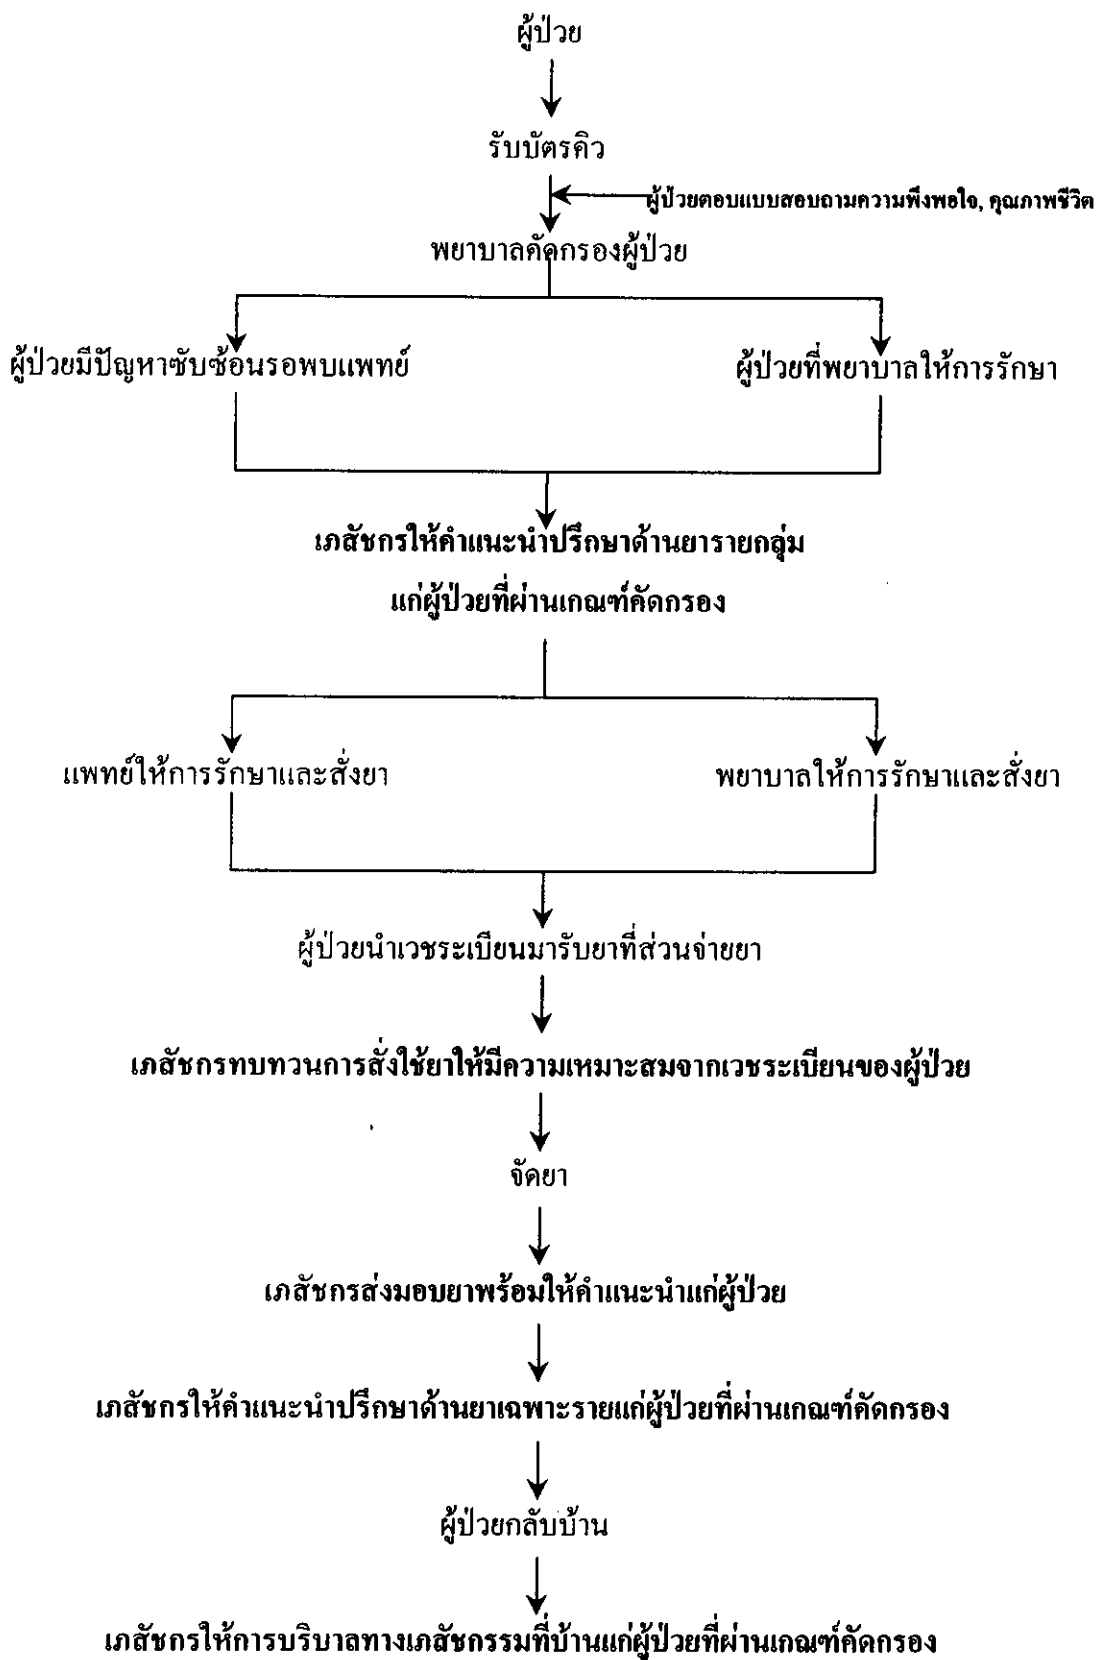 ผู้ป่วย
รับบัตรคิว
ผู้ป่วยตอบแบบสอบถามความพึงพอใจ, คุณภาพชีวิต
พยาบาลคัดกรองผู้ป่วย
ผู้ป่วยมีปัญหาซับซ้อนรอพบแพทย์
ผู้ป่วยที่พยาบาลให้การรักษา
เภสัชกรให้คำแนะนำปรึกษาด้านยารายกลุ่ม
แก่ผู้ป่วยที่ผ่านเกณฑ์คัดกรอง
แพทย์ให้การรักษาและสั่งยา
พยาบาลให้การรักษาและสั่งยา
ผู้ป่วยนำเวชระเบียนมารับยาที่ส่วนจ่ายยา
เภสัชกรทบทวนการสั่งใช้ยาให้มีความเหมาะสมจากเวชระเบียนของผู้ป่วย
จัดยา
เภสัชกรส่งมอบยาพร้อมให้คำแนะนำแก่ผู้ป่วย
เภสัชกรให้คำแนะนำปรึกษาด้านยาเฉพาะรายแก่ผู้ป่วยที่ผ่านเกณฑ์คัดกรอง
ผู้ป่วยกลับบ้าน
เภสัชกรให้การบริบาลทางเภสัชกรรมที่บ้านแก่ผู้ป่วยที่ผ่านเกณฑ์คัดกรอง